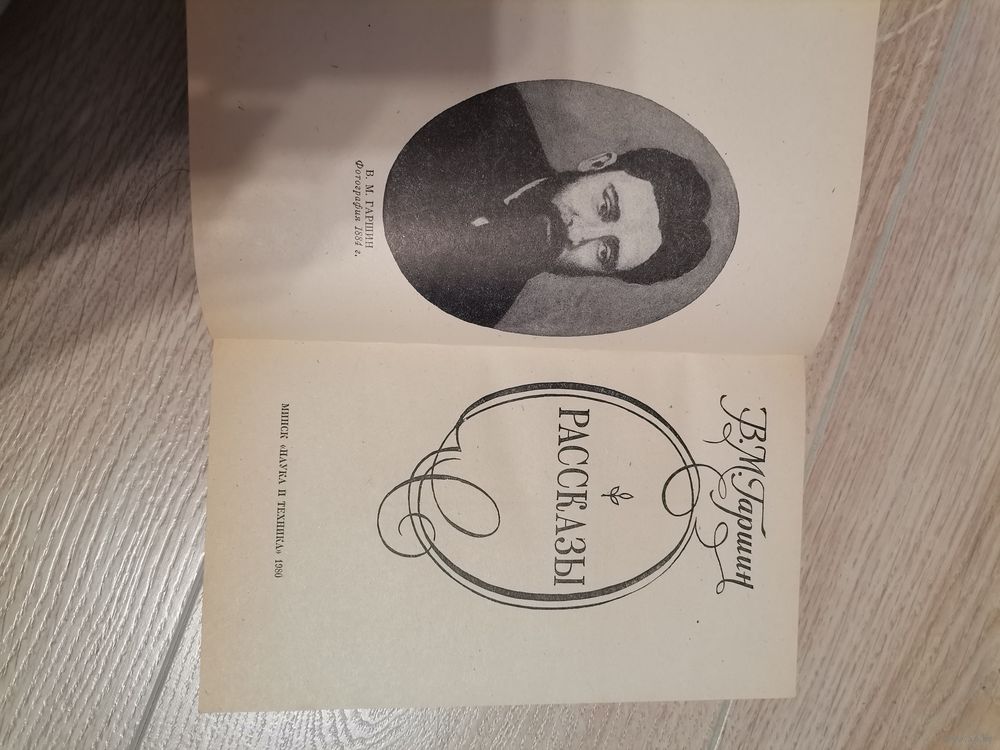 В. М. ГАРШИН
Фотография 1884 г.
В.М.Гаршин
РАССКАЗЫ
МИНСК «НАУКА И ТЕХНИКА» 1980